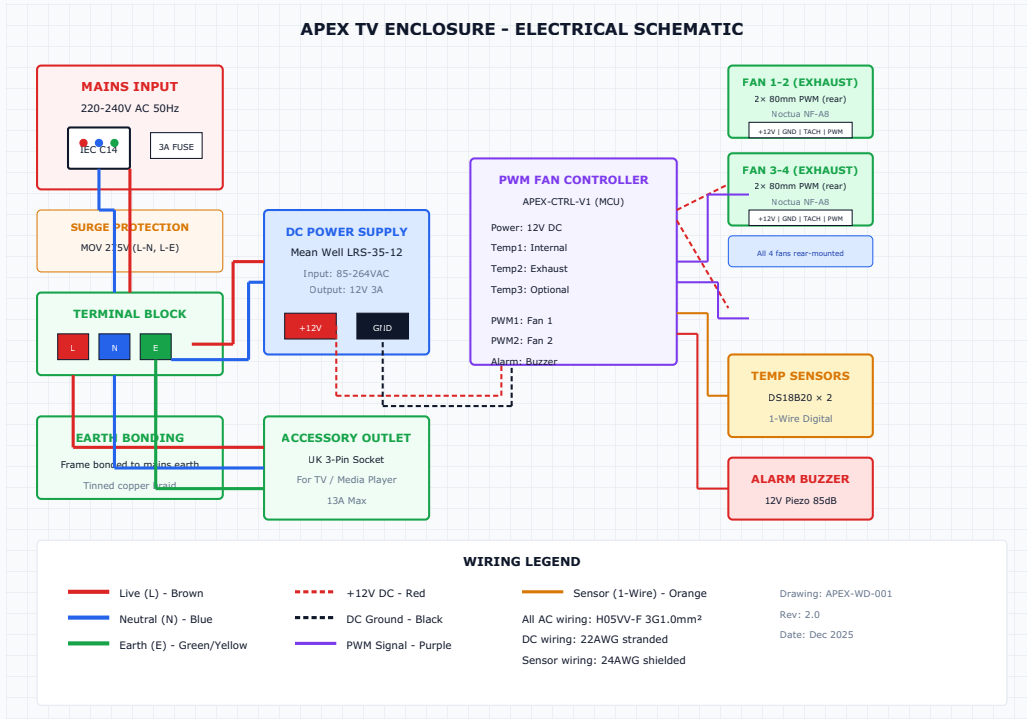 APEX TV ENCLOSURE - ELECTRICAL SCHEMATIC
MAINS INPUT
220-240V AC 50Hz
IEC C14
3A FUSE
SURGE PROTECTION
MOV 275V (L-N, L-E)
TERMINAL BLOCK
L
N
E
EARTH BONDING
Frame bonded to mains earth
Tinned copper braid
DC POWER SUPPLY
Mean Well LRS-35-12
Input: 85-264VAC
Output: 12V 3A
+12V
GND
ACCESSORY OUTLET
UK 3-Pin Socket
For TV / Media Player
13A Max
PWM FAN CONTROLLER
APEX-CTRL-V1 (MCU)
Power: 12V DC
Temp1: Internal
Temp2: Exhaust
Temp3: Optional
PWM1: Fan 1
PWM2: Fan 2
Alarm: Buzzer
FAN 1-2 (EXHAUST)
2× 80mm PWM (rear)
Noctua NF-A8
+12V | GND | TACH | PWM
FAN 3-4 (EXHAUST)
2× 80mm PWM (rear)
Noctua NF-A8
+12V | GND | TACH | PWM
All 4 fans rear-mounted
TEMP SENSORS
DS18B20 × 2
1-Wire Digital
ALARM BUZZER
12V Piezo 85dB
WIRING LEGEND
Live (L) - Brown
Neutral (N) - Blue
Earth (E) - Green/Yellow
+12V DC - Red
DC Ground - Black
PWM Signal - Purple
Sensor (1-Wire) - Orange
All AC wiring: H05VV-F 3G1.0mm²
DC wiring: 22AWG stranded
Sensor wiring: 24AWG shielded
Drawing: APEX-WD-001
Rev: 2.0
Date: Dec 2025